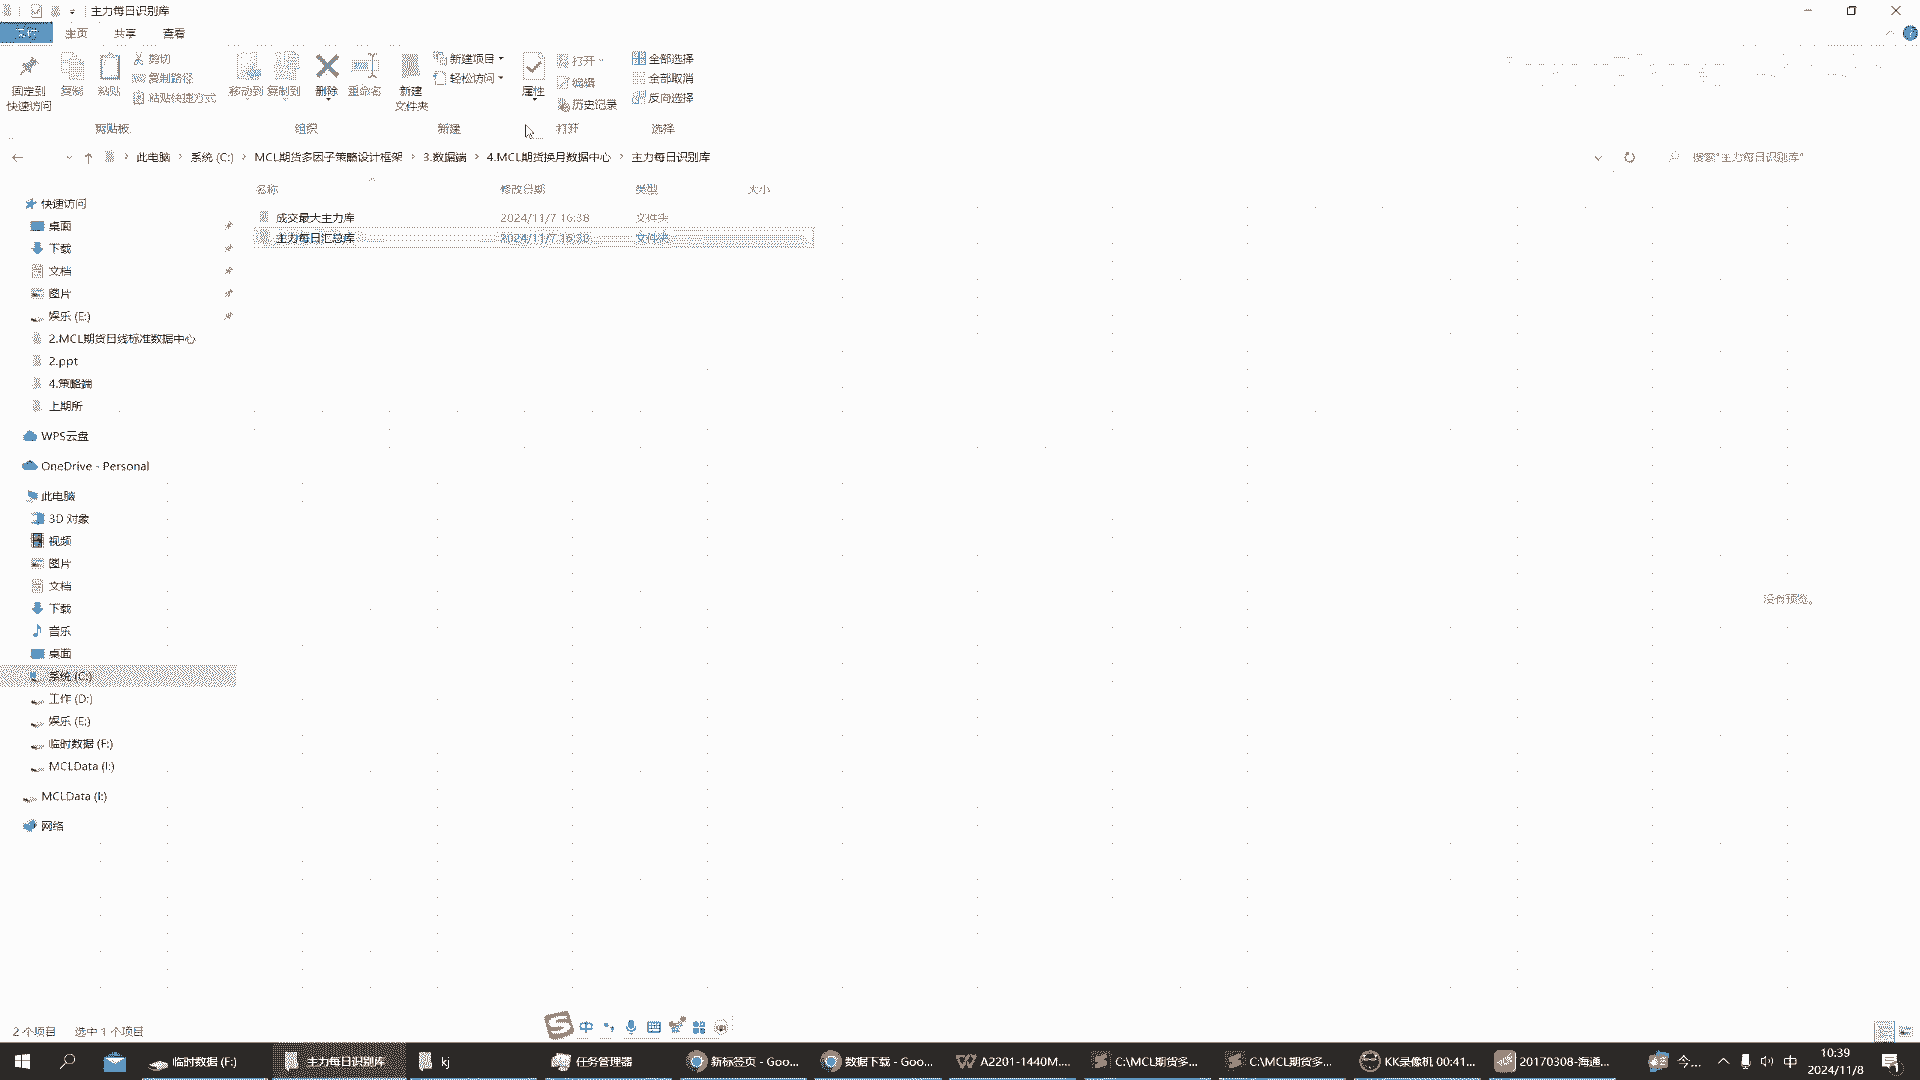 主力每日识别库
文件 主页 共享 查看
固定到快速访问
复制
粘贴
剪切
复制路径
粘贴快捷方式
剪贴板
移动到
复制到
删除
重命名
组织
新建文件夹
新建项目
轻松访问
新建
属性
打开
编辑
历史记录
打开
全部选择
全部取消
反向选择
选择
此电脑 系统 (C:) MCL期货多因子策略设计框架 3.数据端 4.MCL期货换月数据中心 主力每日识别库
搜索"主力每日识别库"
名称 修改日期 类型 大小
成交最大主力库 2024/11/7 16:38 文件夹
主力每日汇总库 文件夹
快速访问
桌面
下载
文档
图片
娱乐 (E:)
2.MCL期货日线标准数据中心
2.ppt
4.策略端
上期所
WPS云盘
OneDrive - Personal
此电脑
3D 对象
视频
图片
文档
下载
音乐
桌面
系统 (C:)
工作 (D:)
娱乐 (E:)
临时数据 (F:)
MCLData (I:)
MCLData (I:)
网络
没有预览。
2 个项目 选中 1 个项目
中
临时数据 (F:) 主力每日识别库 kj 任务管理器 新标签页 - Goo... 数据下载 - Goo... A2201-1440M.... C:\MCL期货多... C:\MCL期货多... KK录像机 00:41... 20170308-海通... 今... 中
10:39
2024/11/8